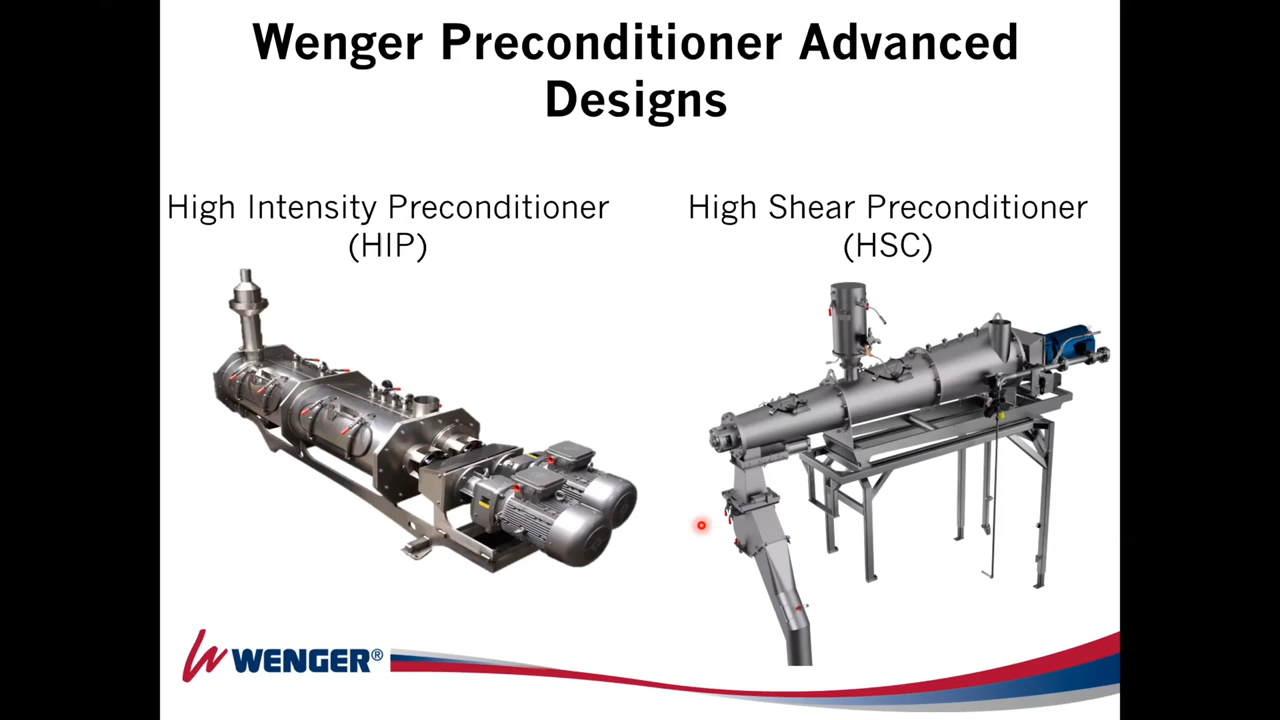 Wenger Preconditioner Advanced
Designs
High Intensity Preconditioner
(HIP)
High Shear Preconditioner
(HSC)
WENGER®